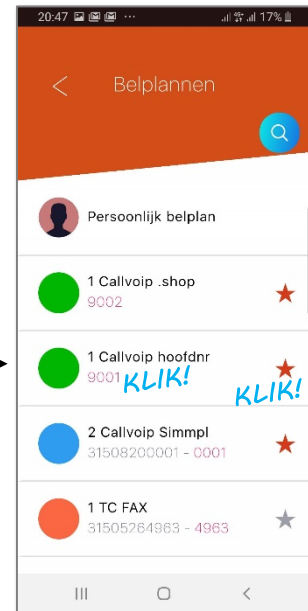 20:47 ... 4G+ 17%
Belplannen
Persoonlijk belplan
1 Callvoip .shop
9002
1 Callvoip hoofdnr
9001 KLIK! KLIK!
2 Callvoip Simmpl
31508200001 - 0001
1 TC FAX
31505264963 - 4963